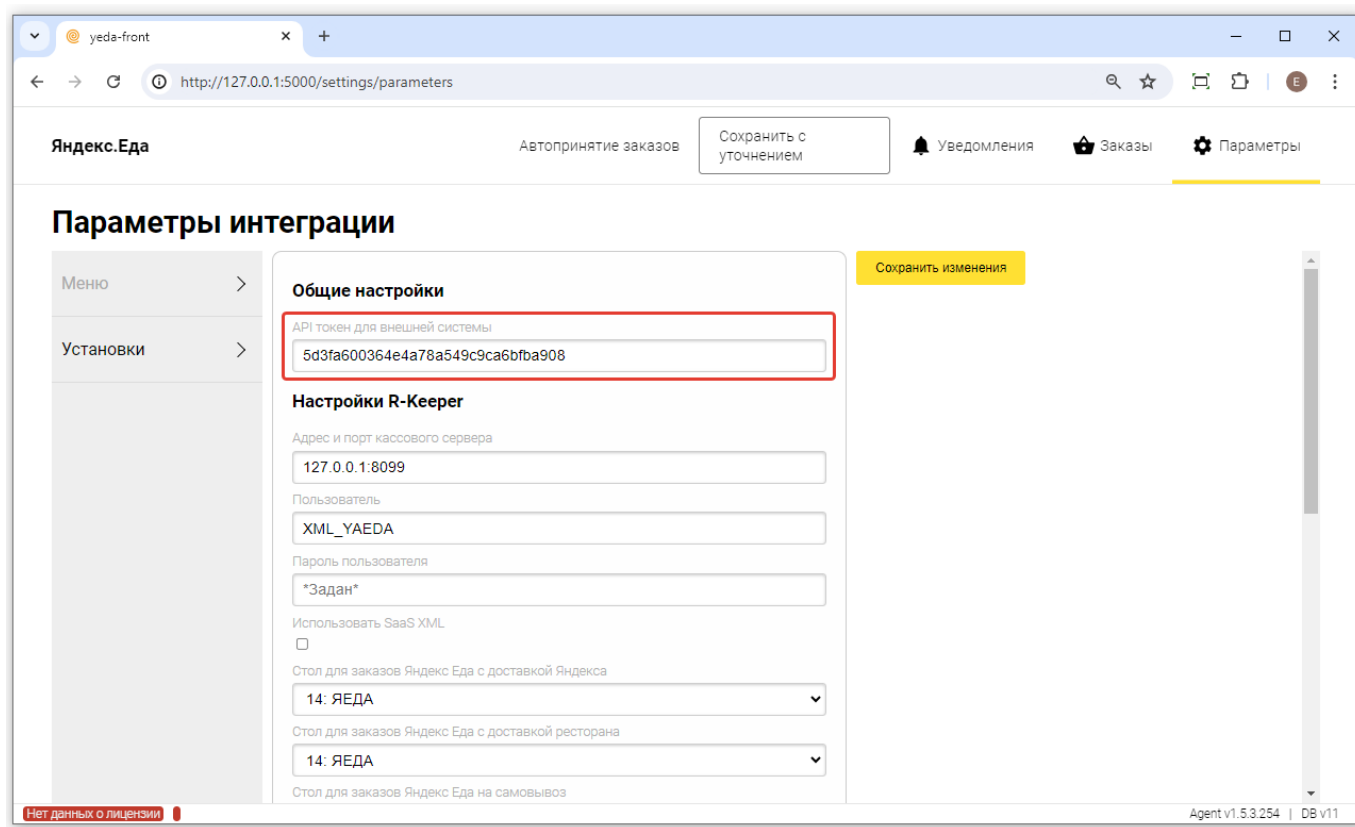 yeda-front
http://127.0.0.1:5000/settings/parameters
E
Яндекс.Еда
Автопринятие заказов
Сохранить с
уточнением
Уведомления
Заказы
Параметры
Параметры интеграции
Меню
Установки
Общие настройки
API токен для внешней системы
5d3fa600364e4a78a549c9ca6bfba908
Настройки R-Keeper
Адрес и порт кассового сервера
127.0.0.1:8099
Пользователь
XML_YAEDA
Пароль пользователя
*Задан*
Использовать SaaS XML
Стол для заказов Яндекс Еда с доставкой Яндекса
14: ЯЕДА
Стол для заказов Яндекс Еда с доставкой ресторана
14: ЯЕДА
Стол для заказов Яндекс Еда на самовывоз
Сохранить изменения
Нет данных о лицензии
Agent v1.5.3.254 | DB v11